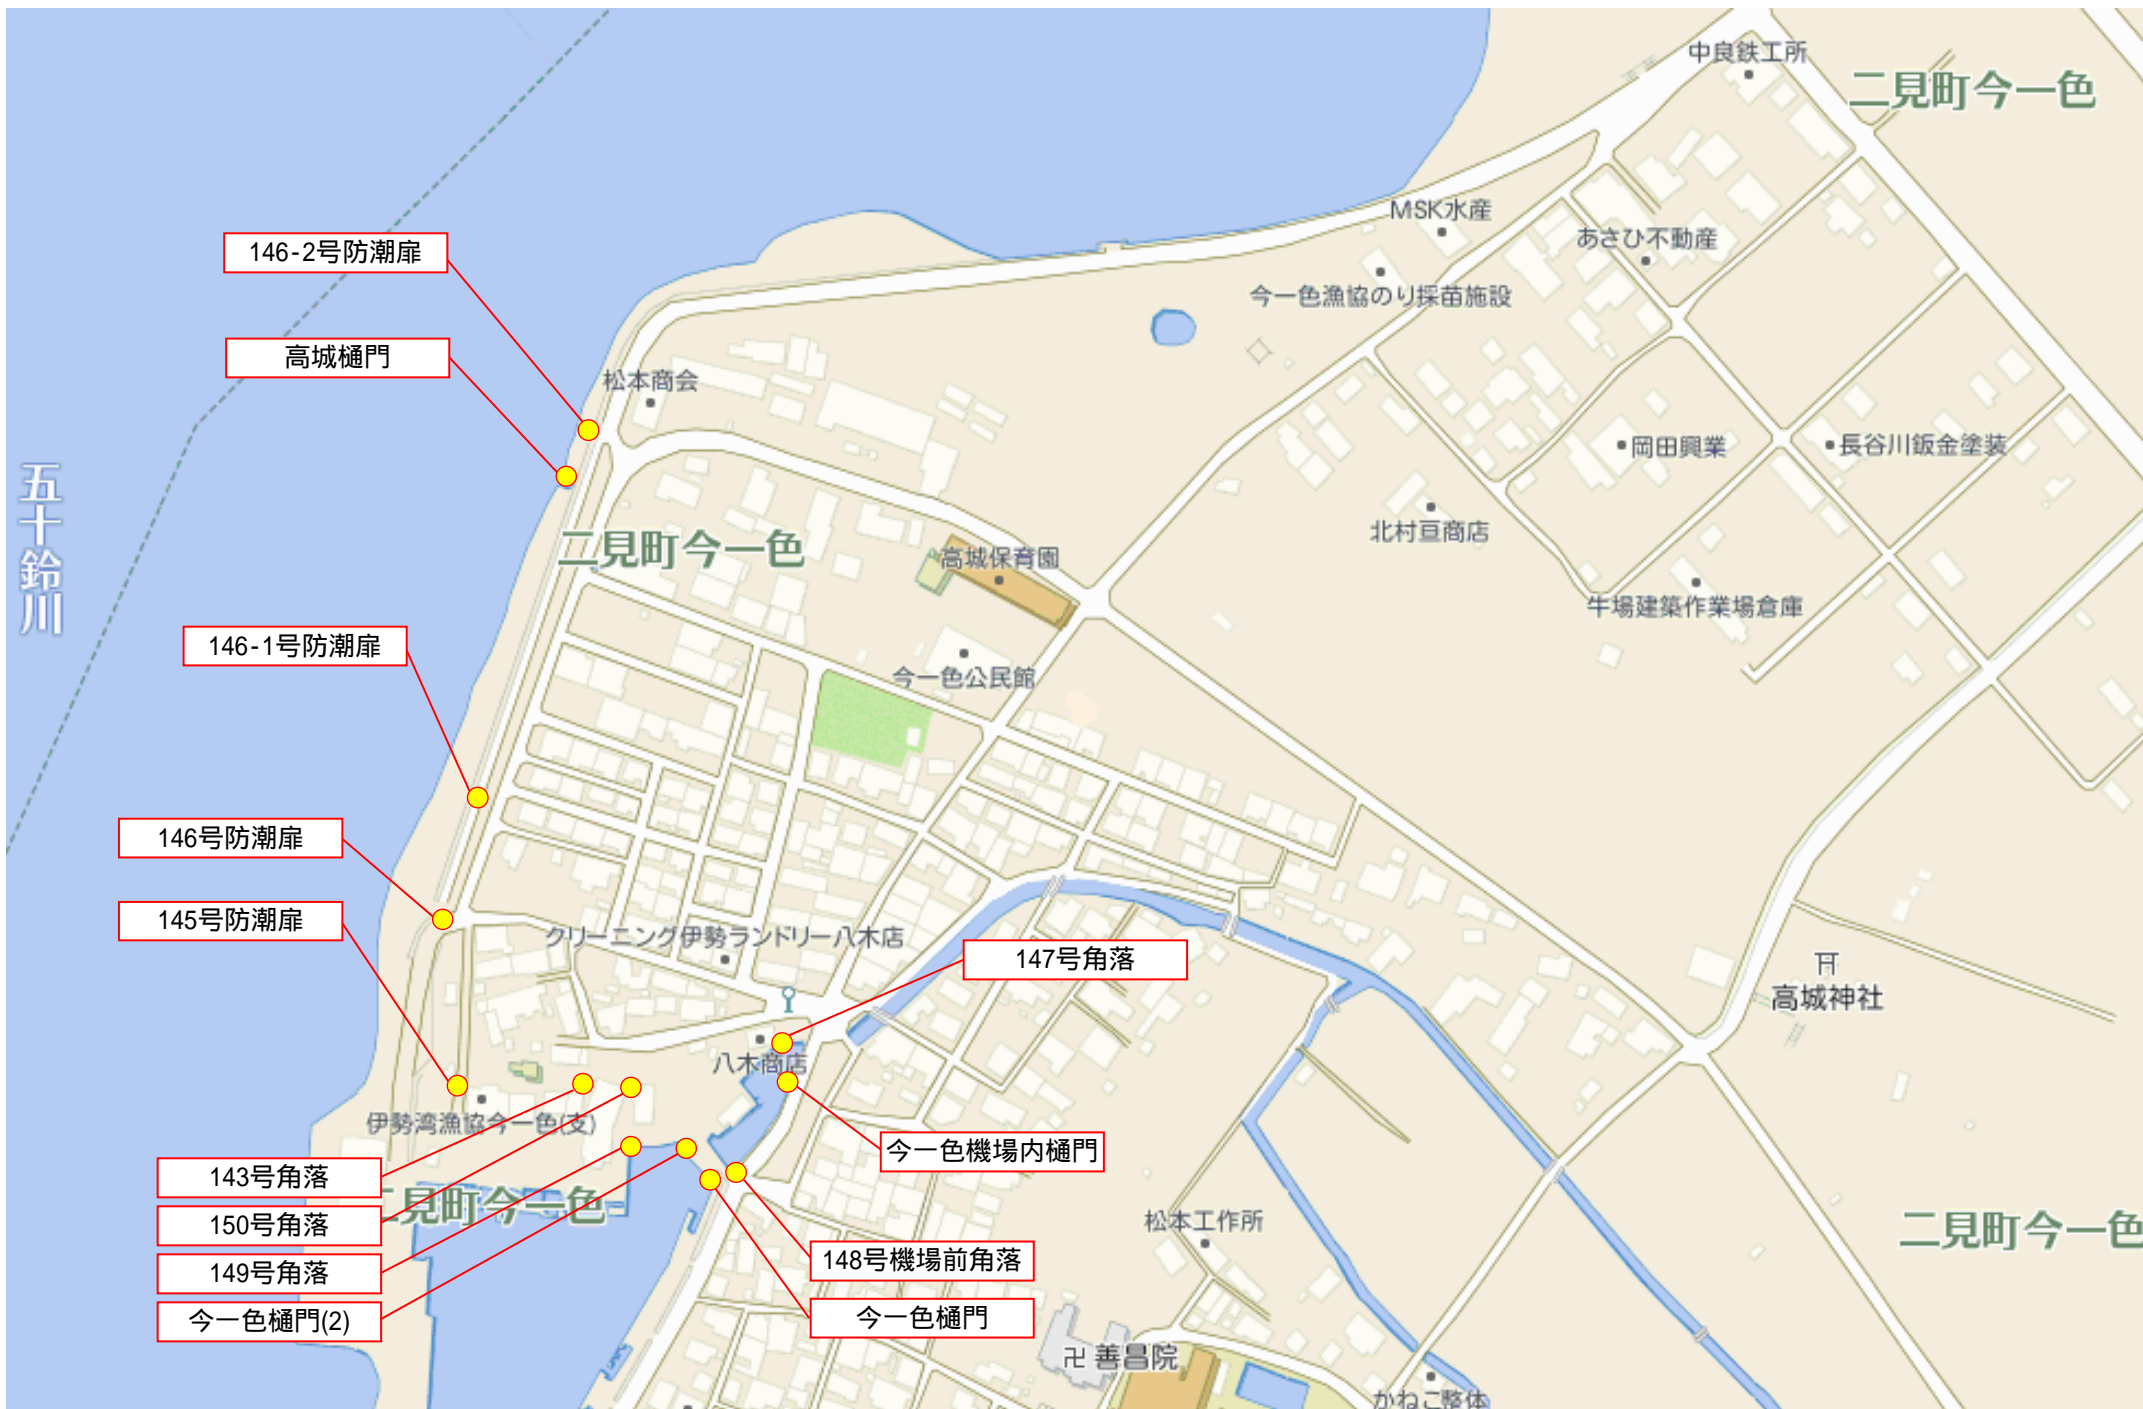 中良鉄工所
二見町今一色
MSK水産
あさひ不動産
146-2号防潮扉
今一色漁協のり採苗施設
高城樋門
松本商会
岡田興業
長谷川鈑金塗装
五十鈴川
北村亘商店
二見町今一色
高城保育園
牛場建築作業場倉庫
146-1号防潮扉
今一色公民館
146号防潮扉
145号防潮扉
クリーニング伊勢ランドリー八木店
147号角落
高城神社
八木商店
伊勢湾漁協今一色(支)
今一色機場内樋門
143号角落
二見町今一色
150号角落
松本工作所
二見町今一色
148号機場前角落
149号角落
今一色樋門(2)
今一色樋門
卍 善昌院
かねこ整体